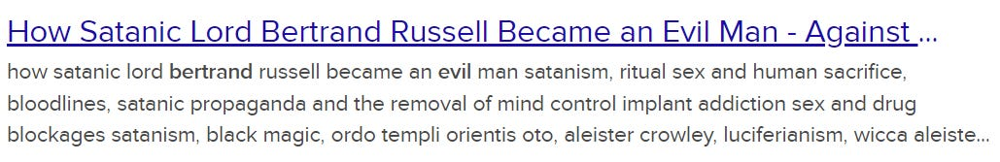 How Satanic Lord Bertrand Russell Became an Evil Man - Against ...
how satanic lord bertrand russell became an evil man satanism, ritual sex and human sacrifice,
bloodlines, satanic propaganda and the removal of mind control implant addiction sex and drug
blockages satanism, black magic, ordo templi orientis oto, aleister crowley, luciferianism, wicca aleiste...